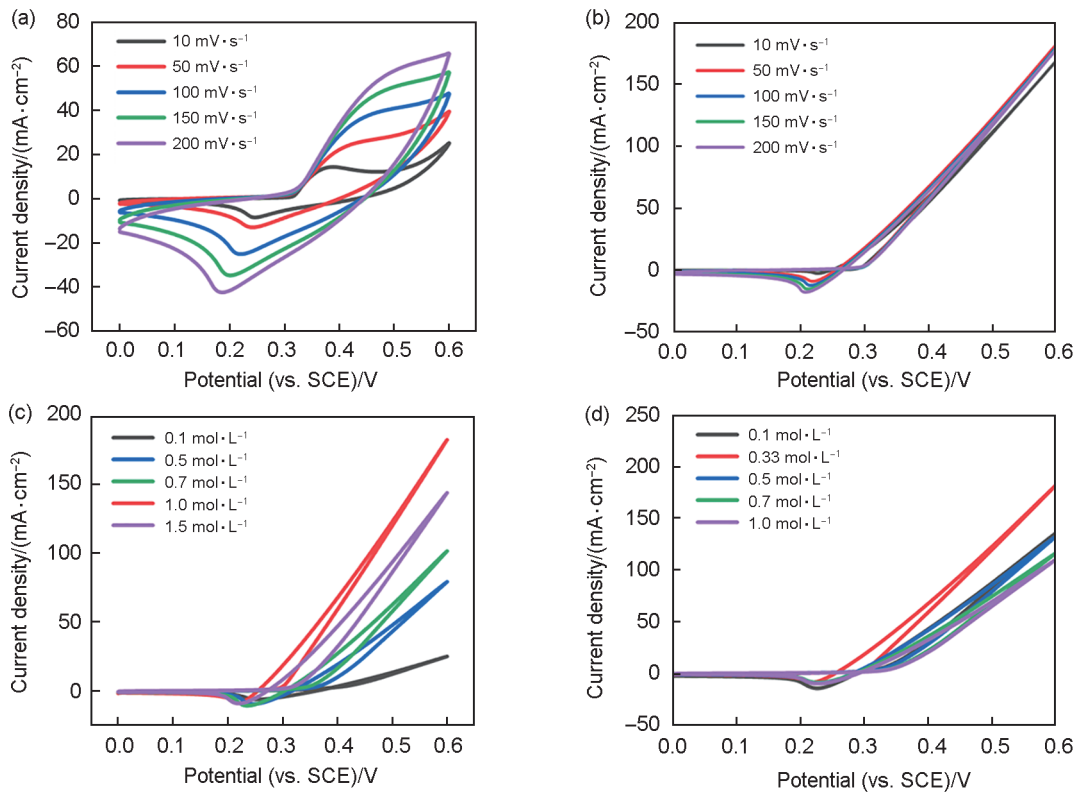 (a)
80
60
40
20
0
–20
–40
–60
10 mV·s⁻¹
50 mV·s⁻¹
100 mV·s⁻¹
150 mV·s⁻¹
200 mV·s⁻¹
Current density/(mA·cm⁻²)
0.0 0.1 0.2 0.3 0.4 0.5 0.6
Potential (vs. SCE)/V
(b)
200
150
100
50
0
–50
10 mV·s⁻¹
50 mV·s⁻¹
100 mV·s⁻¹
150 mV·s⁻¹
200 mV·s⁻¹
Current density/(mA·cm⁻²)
0.0 0.1 0.2 0.3 0.4 0.5 0.6
Potential (vs. SCE)/V
(c)
200
150
100
50
0
0.1 mol·L⁻¹
0.5 mol·L⁻¹
0.7 mol·L⁻¹
1.0 mol·L⁻¹
1.5 mol·L⁻¹
Current density/(mA·cm⁻²)
0.0 0.1 0.2 0.3 0.4 0.5 0.6
Potential (vs. SCE)/V
(d)
250
200
150
100
50
0
–50
0.1 mol·L⁻¹
0.33 mol·L⁻¹
0.5 mol·L⁻¹
0.7 mol·L⁻¹
1.0 mol·L⁻¹
Current density/(mA·cm⁻²)
0.0 0.1 0.2 0.3 0.4 0.5 0.6
Potential (vs. SCE)/V